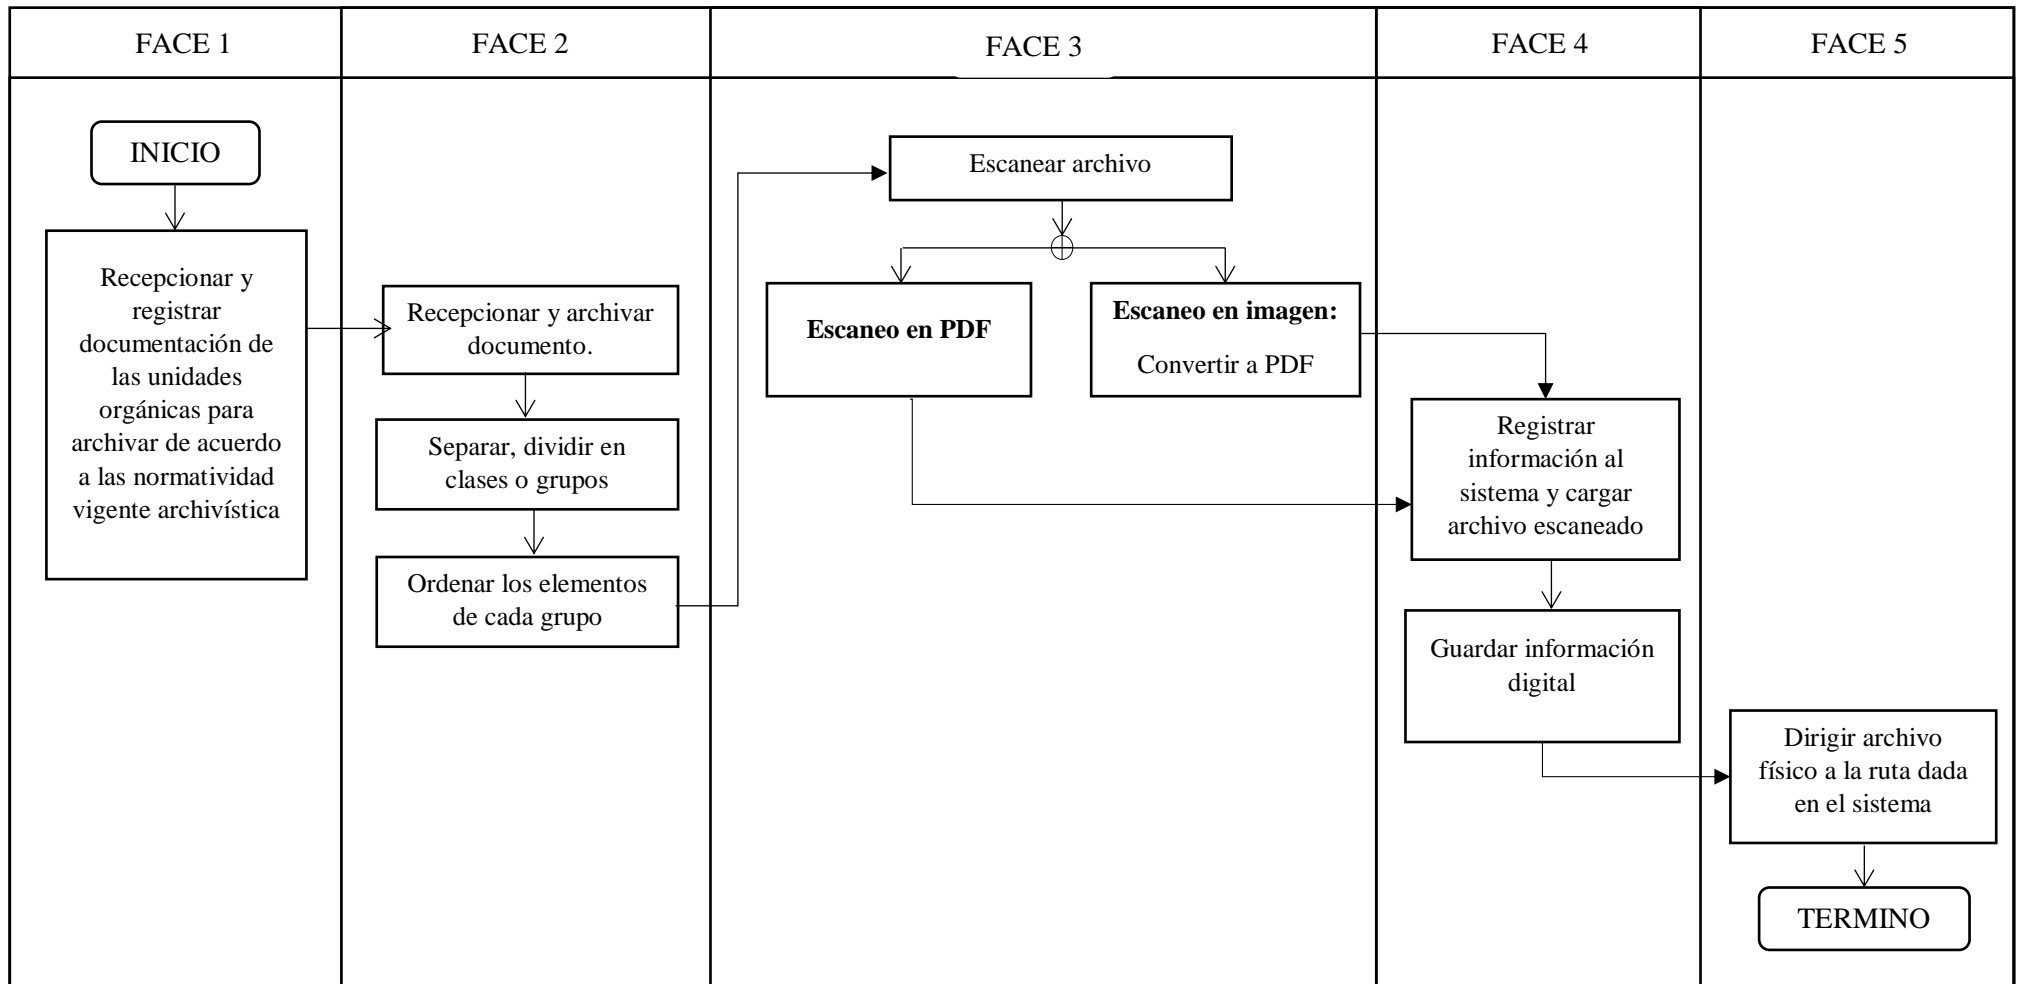 FACE 1
FACE 2
FACE 3
FACE 4
FACE 5
INICIO
Recepcionar y
registrar
documentación de
las unidades
orgánicas para
archivar de acuerdo
a las normatividad
vigente archivística
Recepcionar y archivar
documento.
Separar, dividir en
clases o grupos
Ordenar los elementos
de cada grupo
Escanear archivo
Escaneo en PDF
Escaneo en imagen:
Convertir a PDF
Registrar
información al
sistema y cargar
archivo escaneado
Guardar información
digital
Dirigir archivo
físico a la ruta dada
en el sistema
TERMINO